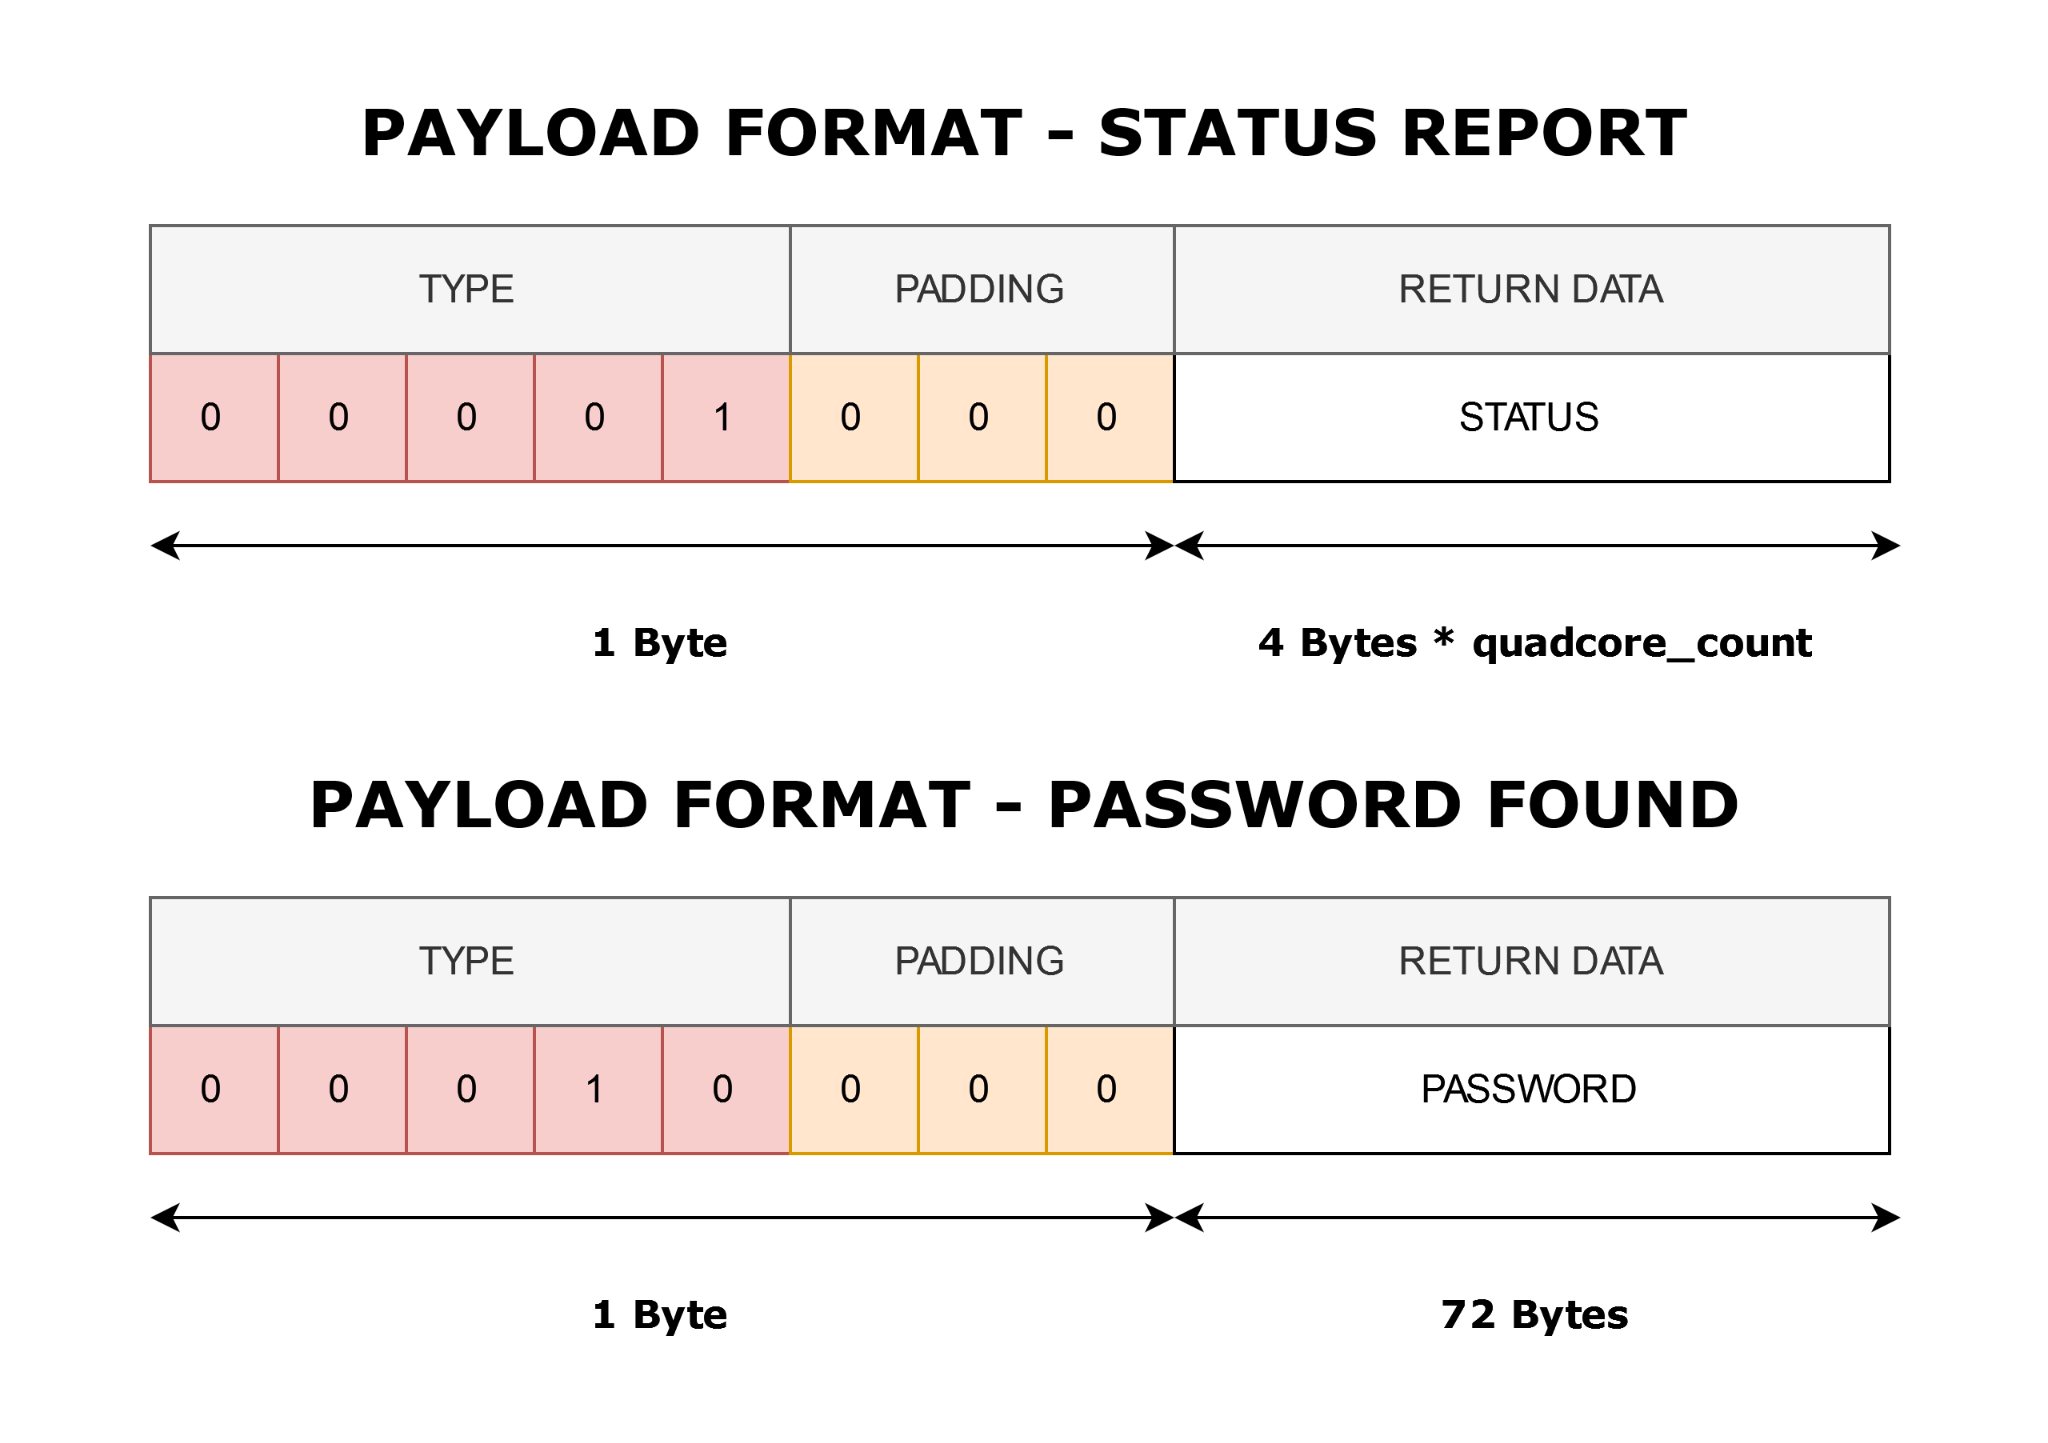 PAYLOAD FORMAT – STATUS REPORT
TYPE PADDING RETURN DATA
0 0 0 0 1 0 0 0 STATUS
1 Byte 4 Bytes * quadcore_count
PAYLOAD FORMAT – PASSWORD FOUND
TYPE PADDING RETURN DATA
0 0 0 1 0 0 0 0 PASSWORD
1 Byte 72 Bytes